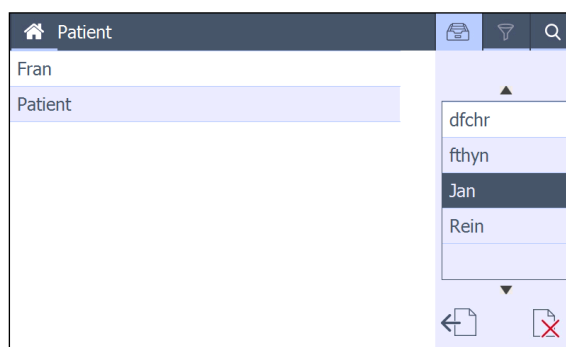 Patient
Fran
Patient
dfchr
fthyn
Jan
Rein